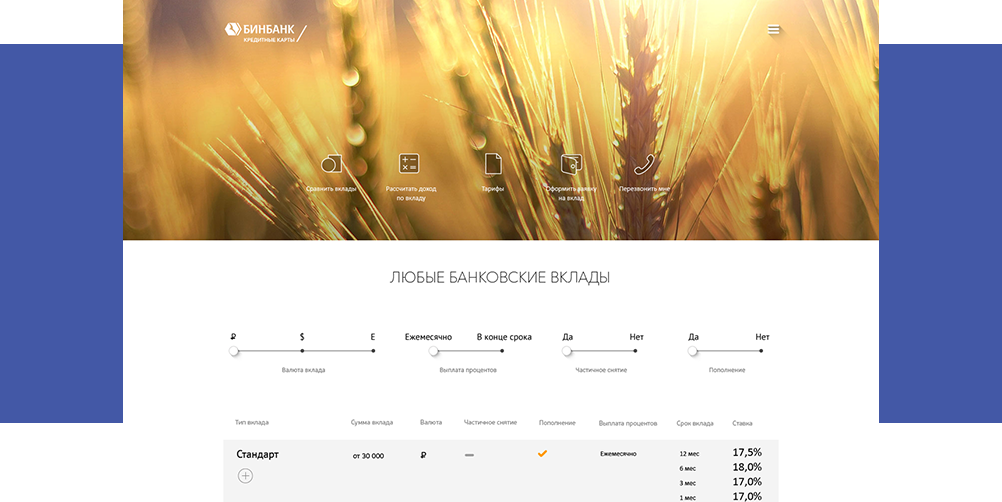 БИНБАНК
КРЕДИТНЫЕ КАРТЫ
Сравнить вклады
Рассчитать доход
по вкладу
Тарифы
Оформить заявку
на вклад
Перезвонить мне
ЛЮБЫЕ БАНКОВСКИЕ ВКЛАДЫ
₽ $ E
Валюта вклада
Ежемесячно В конце срока
Выплата процентов
Да Нет
Частичное снятие
Да Нет
Пополнение
Тип вклада Сумма вклада Валюта Частичное снятие Пополнение Выплата процентов Срок вклада Ставка
Стандарт от 30 000 ₽ Ежемесячно 12 мес 17,5%
6 мес 18,0%
3 мес 17,0%
1 мес 17,0%